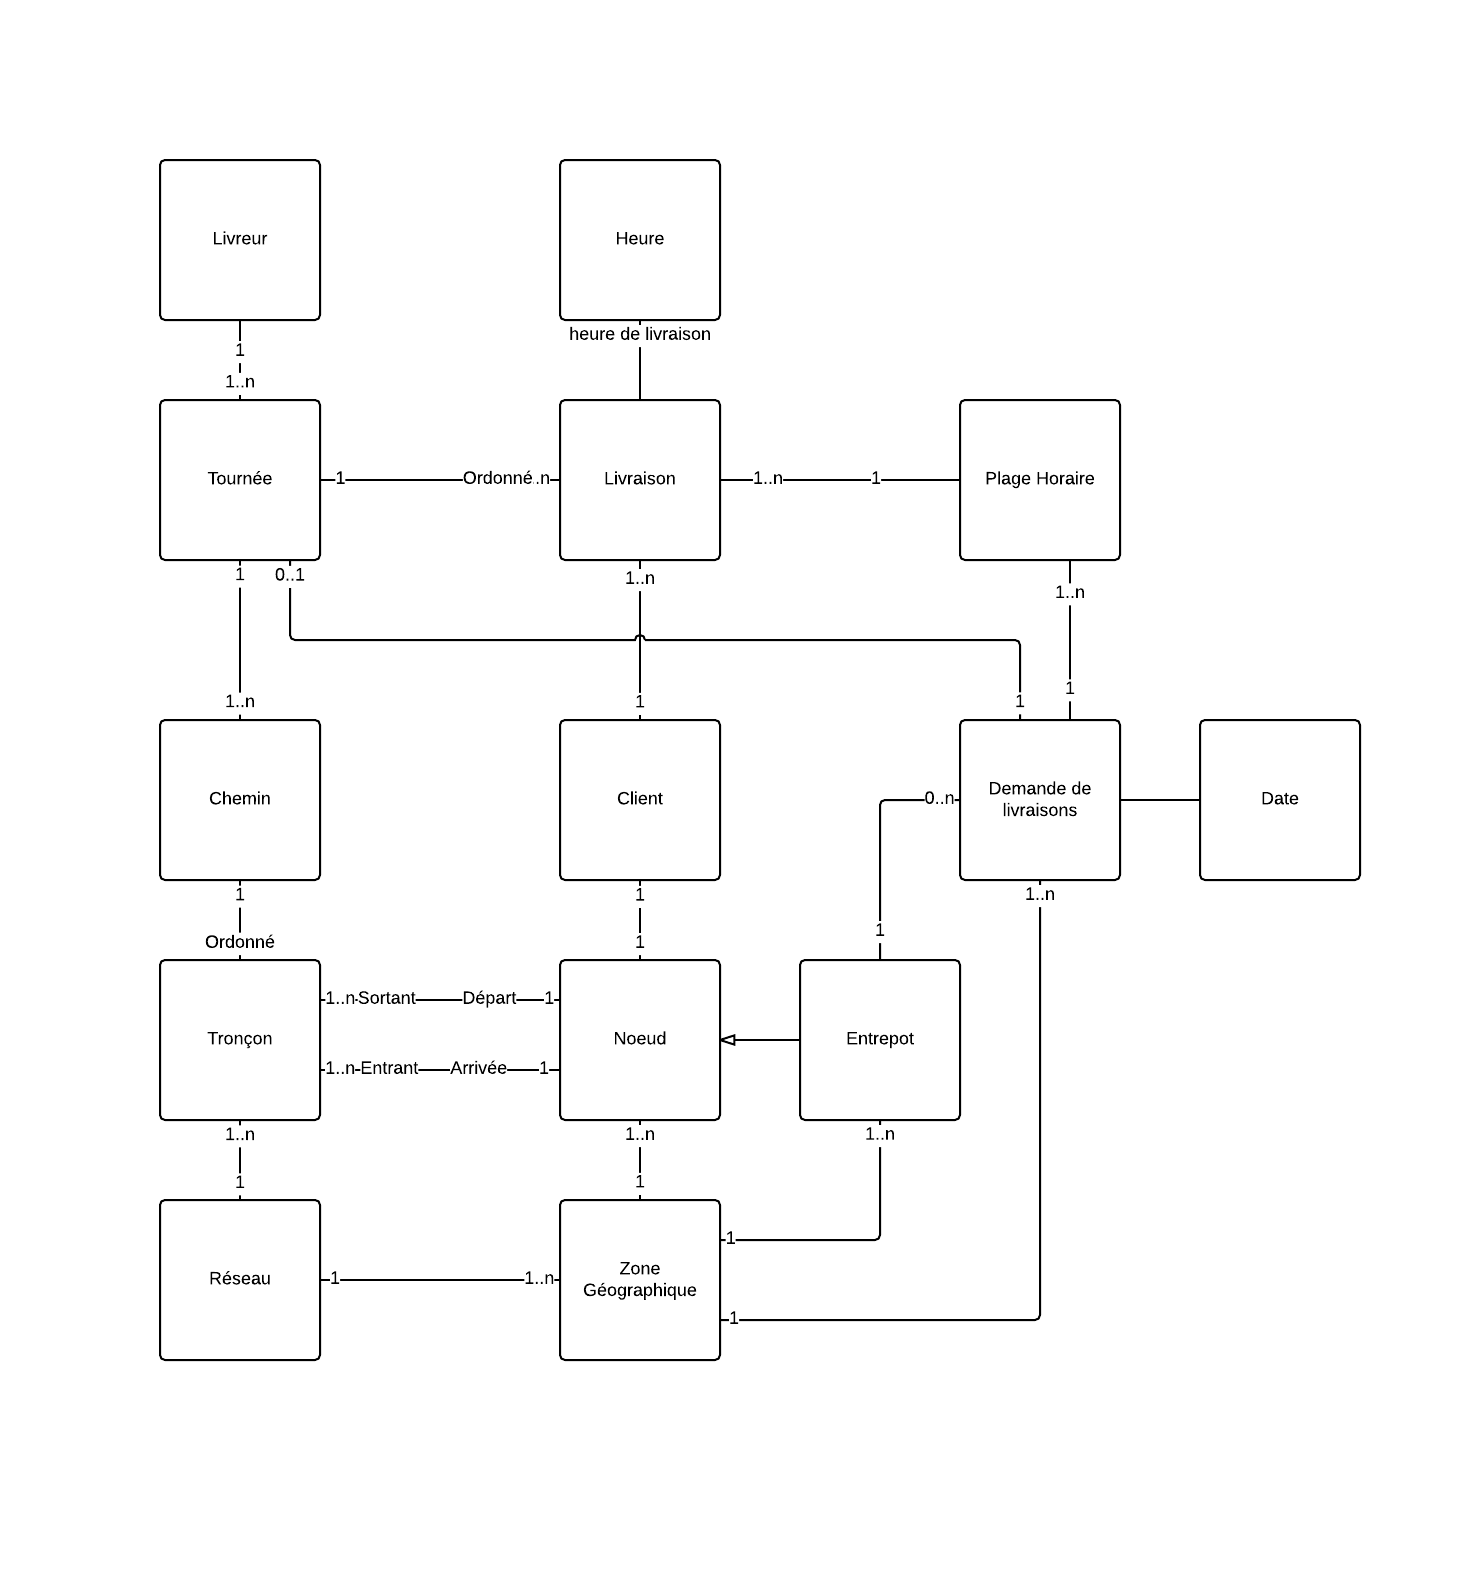 Livreur
Heure
heure de livraison
1
1..n
Tournée
1
Ordonné
..n
Livraison
1..n
1
Plage Horaire
1
0..1
1..n
1..n
1..n
1
1
1
Chemin
Client
0..n
Demande de
livraisons
Date
1
1
1..n
1
Ordonné
1
Tronçon
1..n
Sortant
Départ
1
1..n
Entrant
Arrivée
1
Noeud
Entrepot
1..n
1..n
1..n
1
1
1
Réseau
1
1..n
Zone
Géographique
1